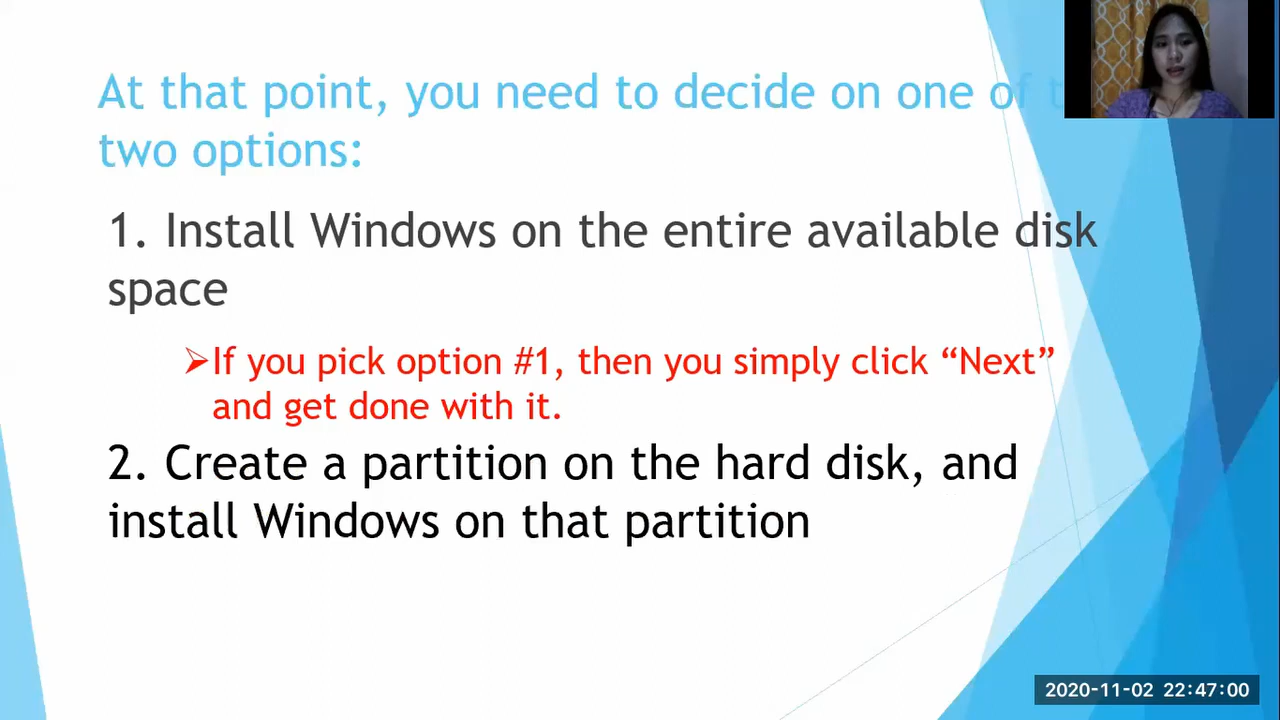 At that point, you need to decide on one of
two options:
1. Install Windows on the entire available disk
space
➢If you pick option #1, then you simply click “Next”
and get done with it.
2. Create a partition on the hard disk, and
install Windows on that partition
2020-11-02 22:47:00